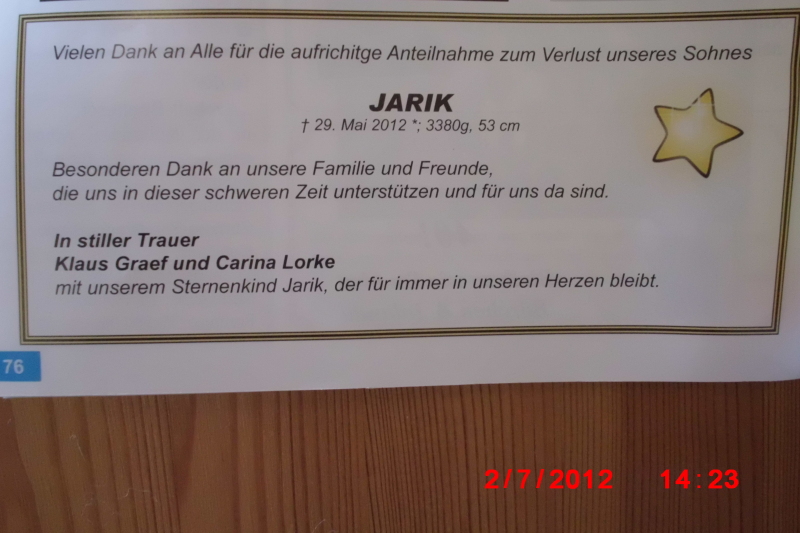 Vielen Dank an Alle für die aufrichitge Anteilnahme zum Verlust unseres Sohnes
JARIK
† 29. Mai 2012 *; 3380g, 53 cm
Besonderen Dank an unsere Familie und Freunde,
die uns in dieser schweren Zeit unterstützen und für uns da sind.
In stiller Trauer
Klaus Graef und Carina Lorke
mit unserem Sternenkind Jarik, der für immer in unseren Herzen bleibt.
76
2/7/2012 14:23